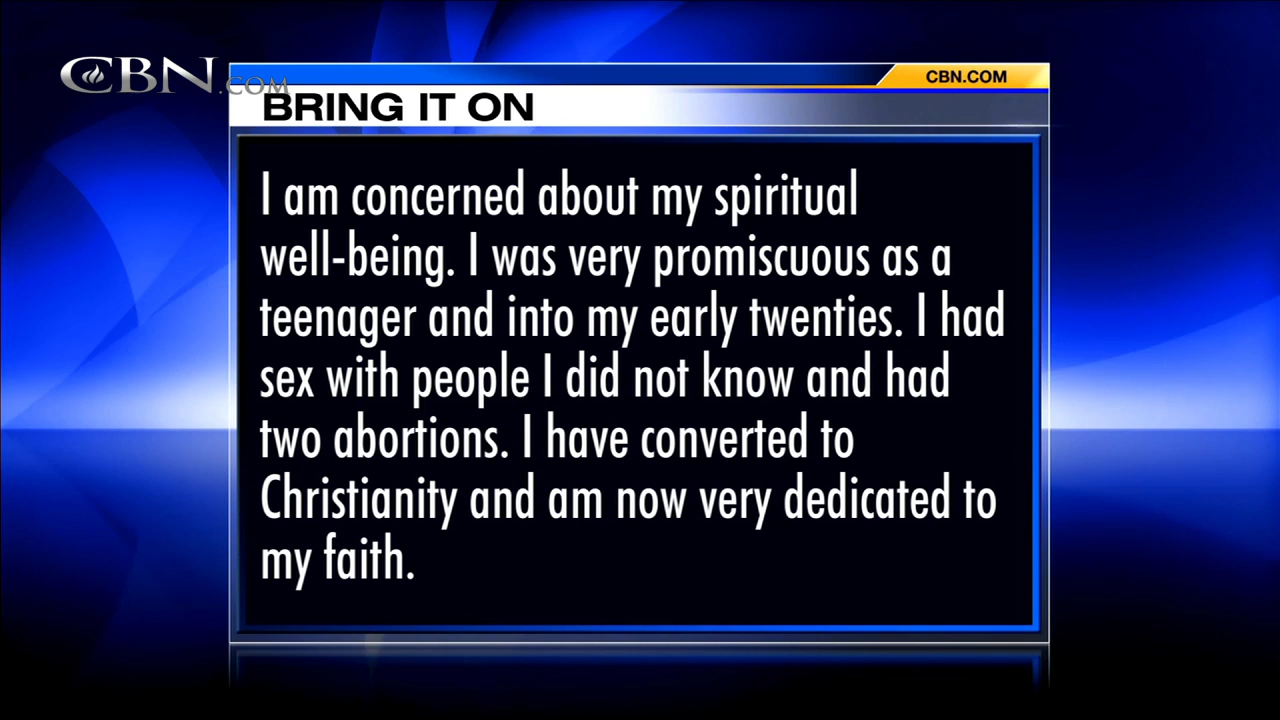 CBN.COM
CBN.COM
BRING IT ON
I am concerned about my spiritual
well-being. I was very promiscuous as a
teenager and into my early twenties. I had
sex with people I did not know and had
two abortions. I have converted to
Christianity and am now very dedicated to
my faith.